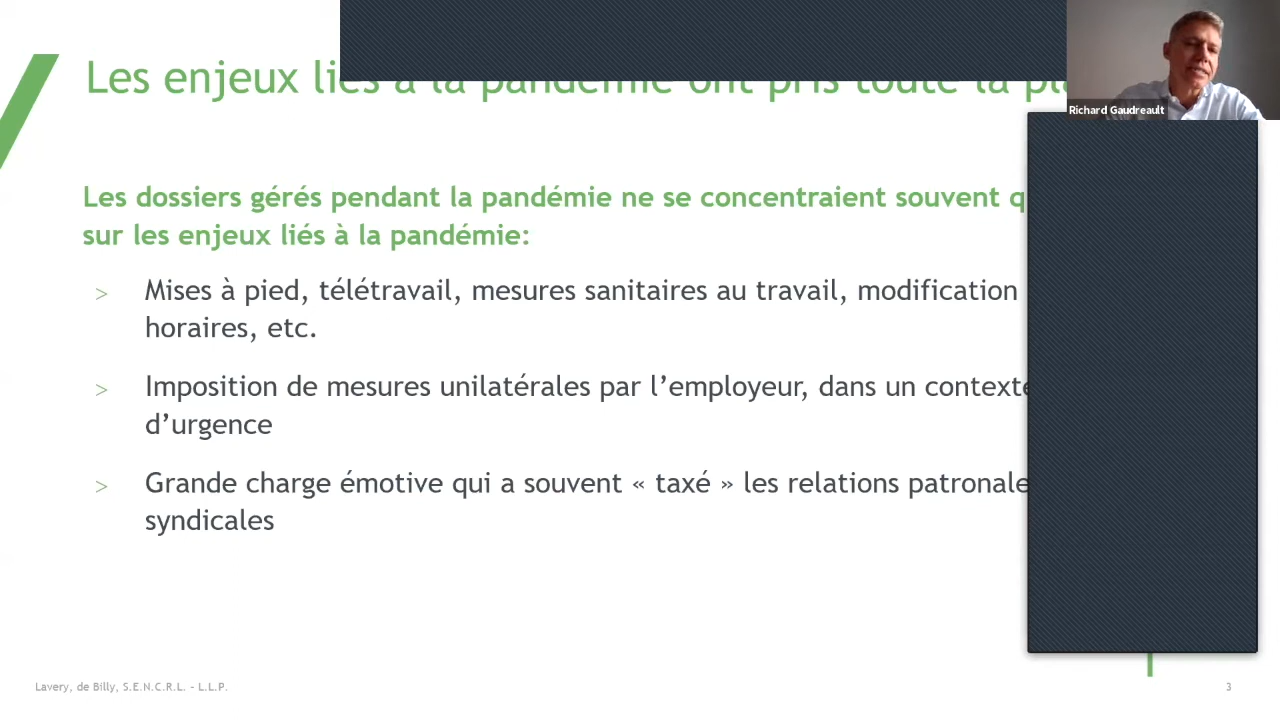 Les enjeux liés à la pandémie ont pris toute la
Richard Gaudreault
Les dossiers gérés pendant la pandémie ne se concentraient souvent
sur les enjeux liés à la pandémie:
> Mises à pied, télétravail, mesures sanitaires au travail, modification
horaires, etc.
> Imposition de mesures unilatérales par l’employeur, dans un contexte
d’urgence
> Grande charge émotive qui a souvent « taxé » les relations patronale
syndicales
Lavery, de Billy, S.E.N.C.R.L. - L.L.P.
3